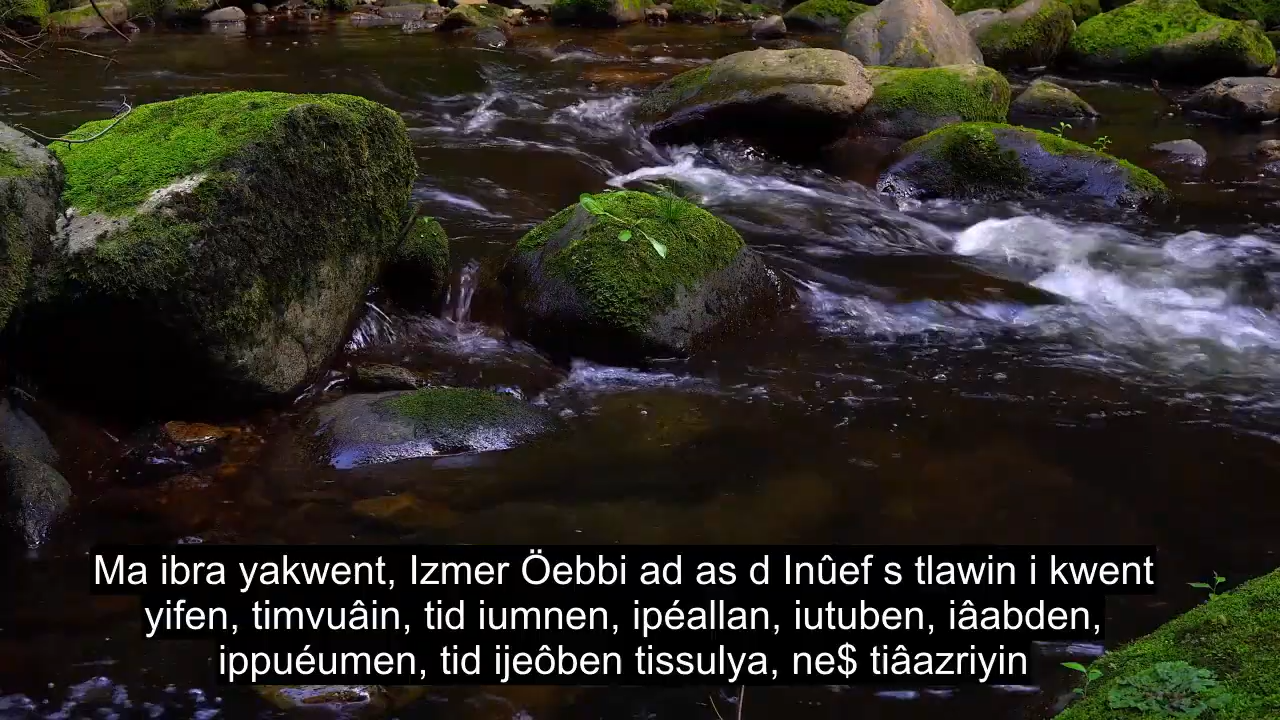 Ma ibra yakwent, Izmer Öebbi ad as d Inûef s tlawin i kwent
yifen, timvuâin, tid iumnen, ipéallan, iutuben, iâabden,
ippuéumen, tid ijeôben tissulya, ne$ tiâazriyin